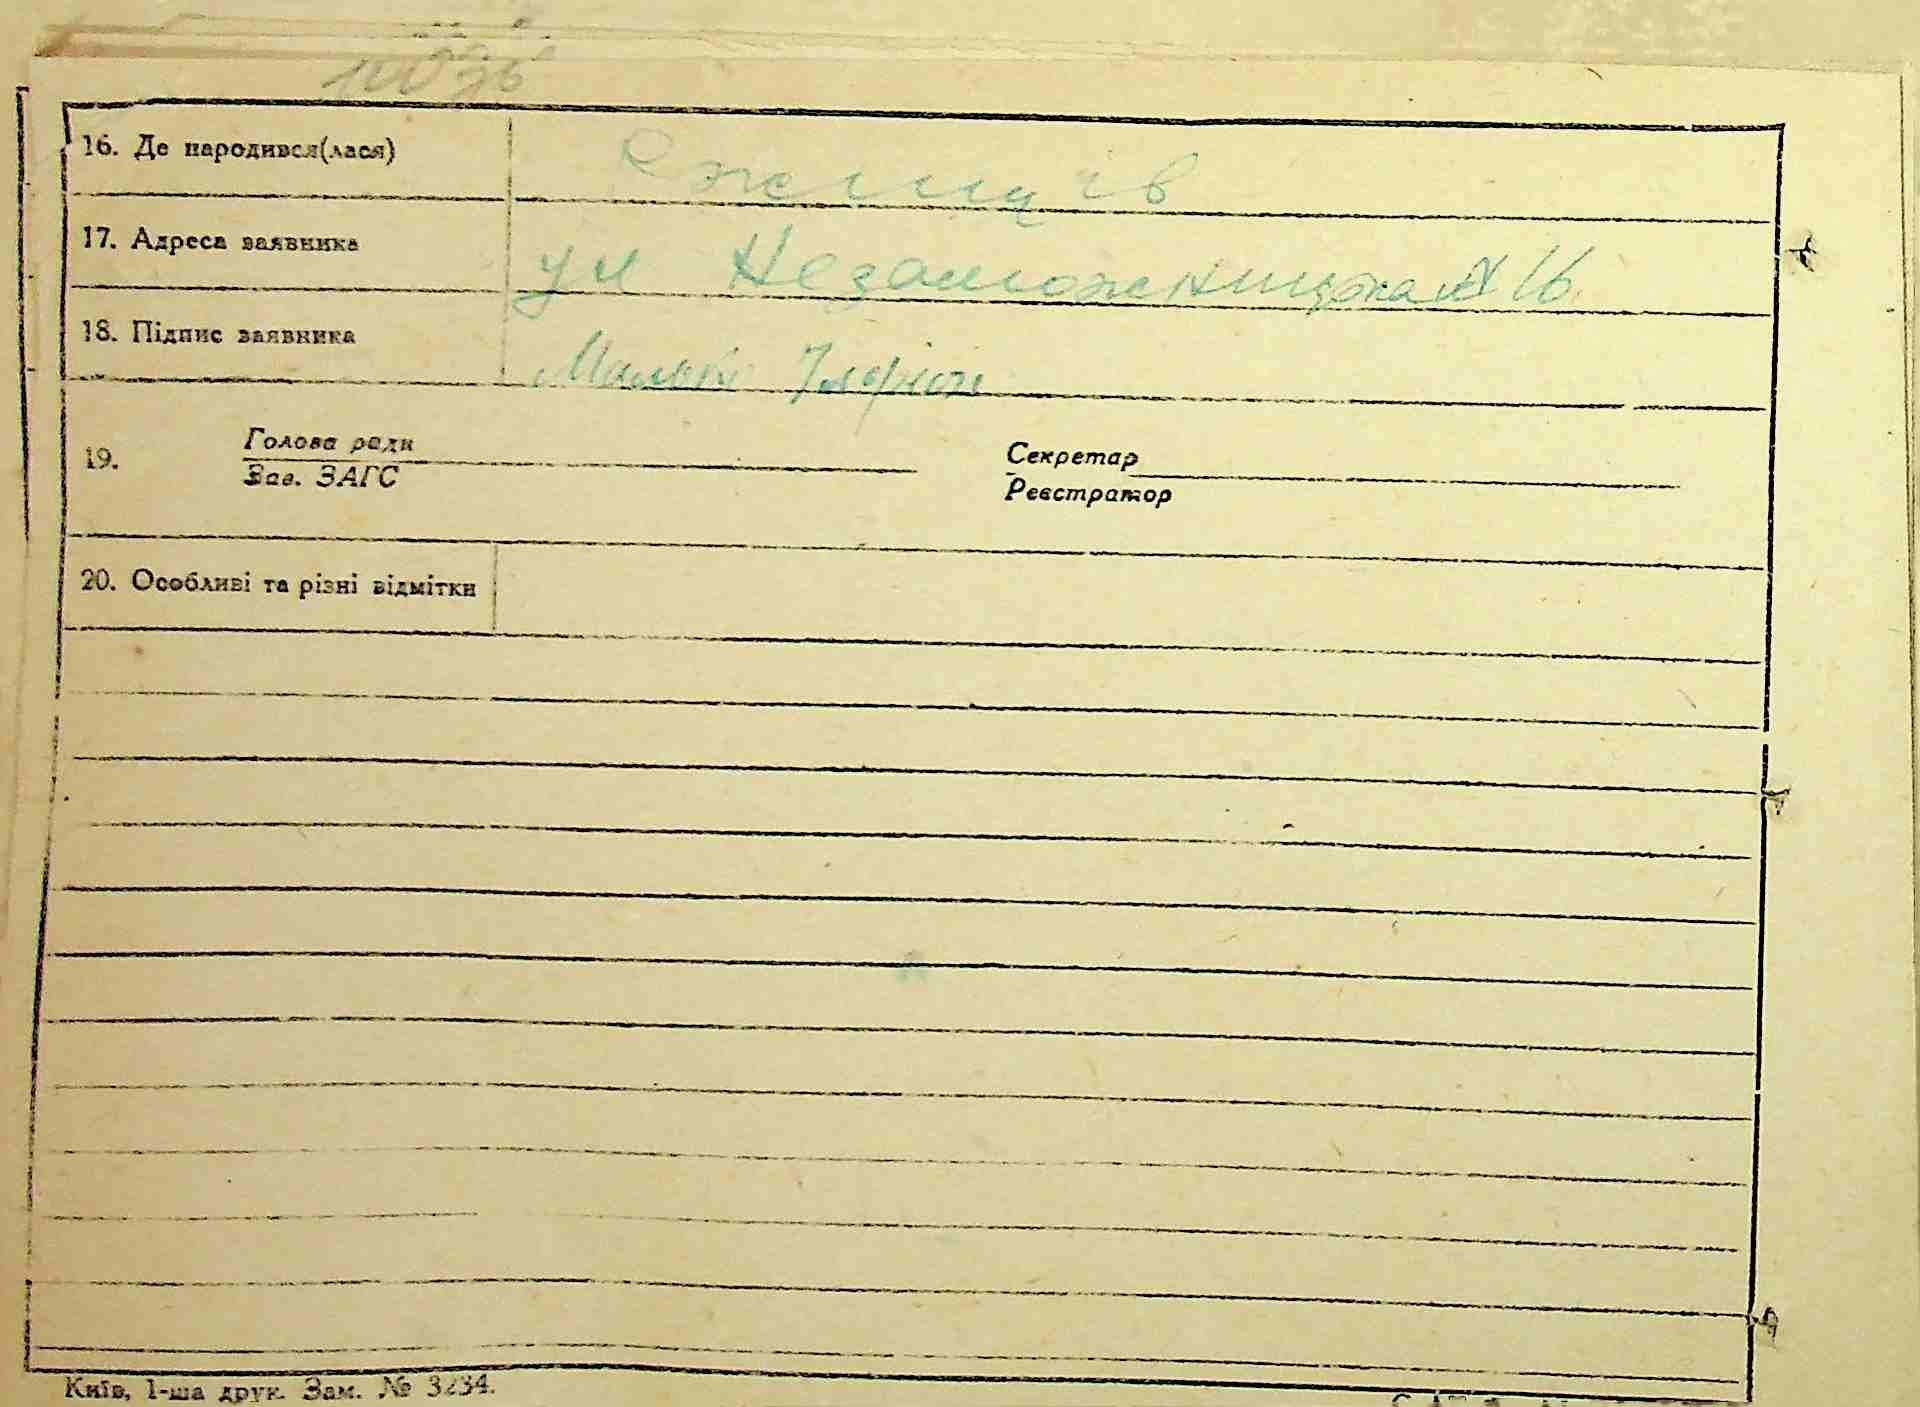 16. Де народився(лася)
17. Адреса заявника ул Незаможницка № 16
18. Підпис заявника
19. Голова ради Секретар
Зав. ЗАГС Реєстратор
20. Особливі та різні відмітки
Київ, 1-ша друк. Зам. № 3234.